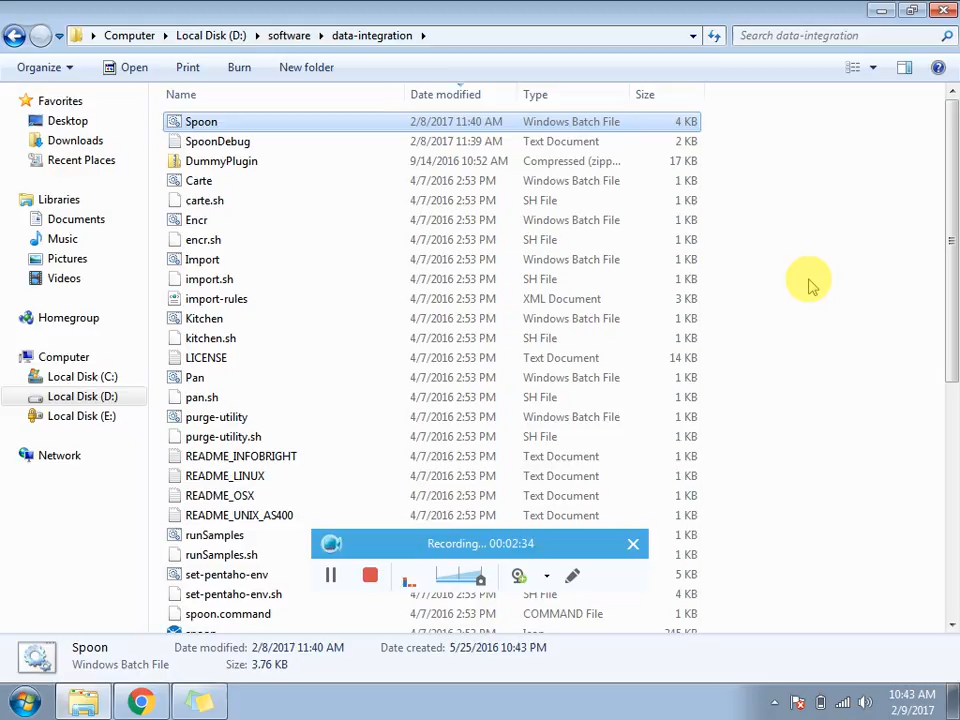 Computer Local Disk (D:) software data-integration Search data-integration
Organize Open Print Burn New folder
Name Date modified Type Size
Favorites
Desktop
Downloads
Recent Places
Libraries
Documents
Music
Pictures
Videos
Homegroup
Computer
Local Disk (C:)
Local Disk (D:)
Local Disk (E:)
Network
Spoon 2/8/2017 11:40 AM Windows Batch File 4 KB
SpoonDebug 2/8/2017 11:39 AM Text Document 2 KB
DummyPlugin 9/14/2016 10:52 AM Compressed (zipp... 17 KB
Carte 4/7/2016 2:53 PM Windows Batch File 1 KB
carte.sh 4/7/2016 2:53 PM SH File 1 KB
Encr 4/7/2016 2:53 PM Windows Batch File 1 KB
encr.sh 4/7/2016 2:53 PM SH File 1 KB
Import 4/7/2016 2:53 PM Windows Batch File 1 KB
import.sh 4/7/2016 2:53 PM SH File 1 KB
import-rules 4/7/2016 2:53 PM XML Document 3 KB
Kitchen 4/7/2016 2:53 PM Windows Batch File 1 KB
kitchen.sh 4/7/2016 2:53 PM SH File 1 KB
LICENSE 4/7/2016 2:53 PM Text Document 14 KB
Pan 4/7/2016 2:53 PM Windows Batch File 1 KB
pan.sh 4/7/2016 2:53 PM SH File 1 KB
purge-utility 4/7/2016 2:53 PM Windows Batch File 1 KB
purge-utility.sh 4/7/2016 2:53 PM SH File 1 KB
README_INFOBRIGHT 4/7/2016 2:53 PM Text Document 1 KB
README_LINUX 4/7/2016 2:53 PM Text Document 1 KB
README_OSX 4/7/2016 2:53 PM Text Document 1 KB
README_UNIX_AS400 4/7/2016 2:53 PM Text Document 1 KB
runSamples 1 KB
runSamples.sh 1 KB
set-pentaho-env 5 KB
set-pentaho-env.sh 4/7/2016 2:53 PM SH File 4 KB
spoon.command 4/7/2016 2:53 PM COMMAND File 1 KB
Recording... 00:02:34
Spoon Date modified: 2/8/2017 11:40 AM Date created: 5/25/2016 10:43 PM
Windows Batch File Size: 3.76 KB
10:43 AM
2/9/2017